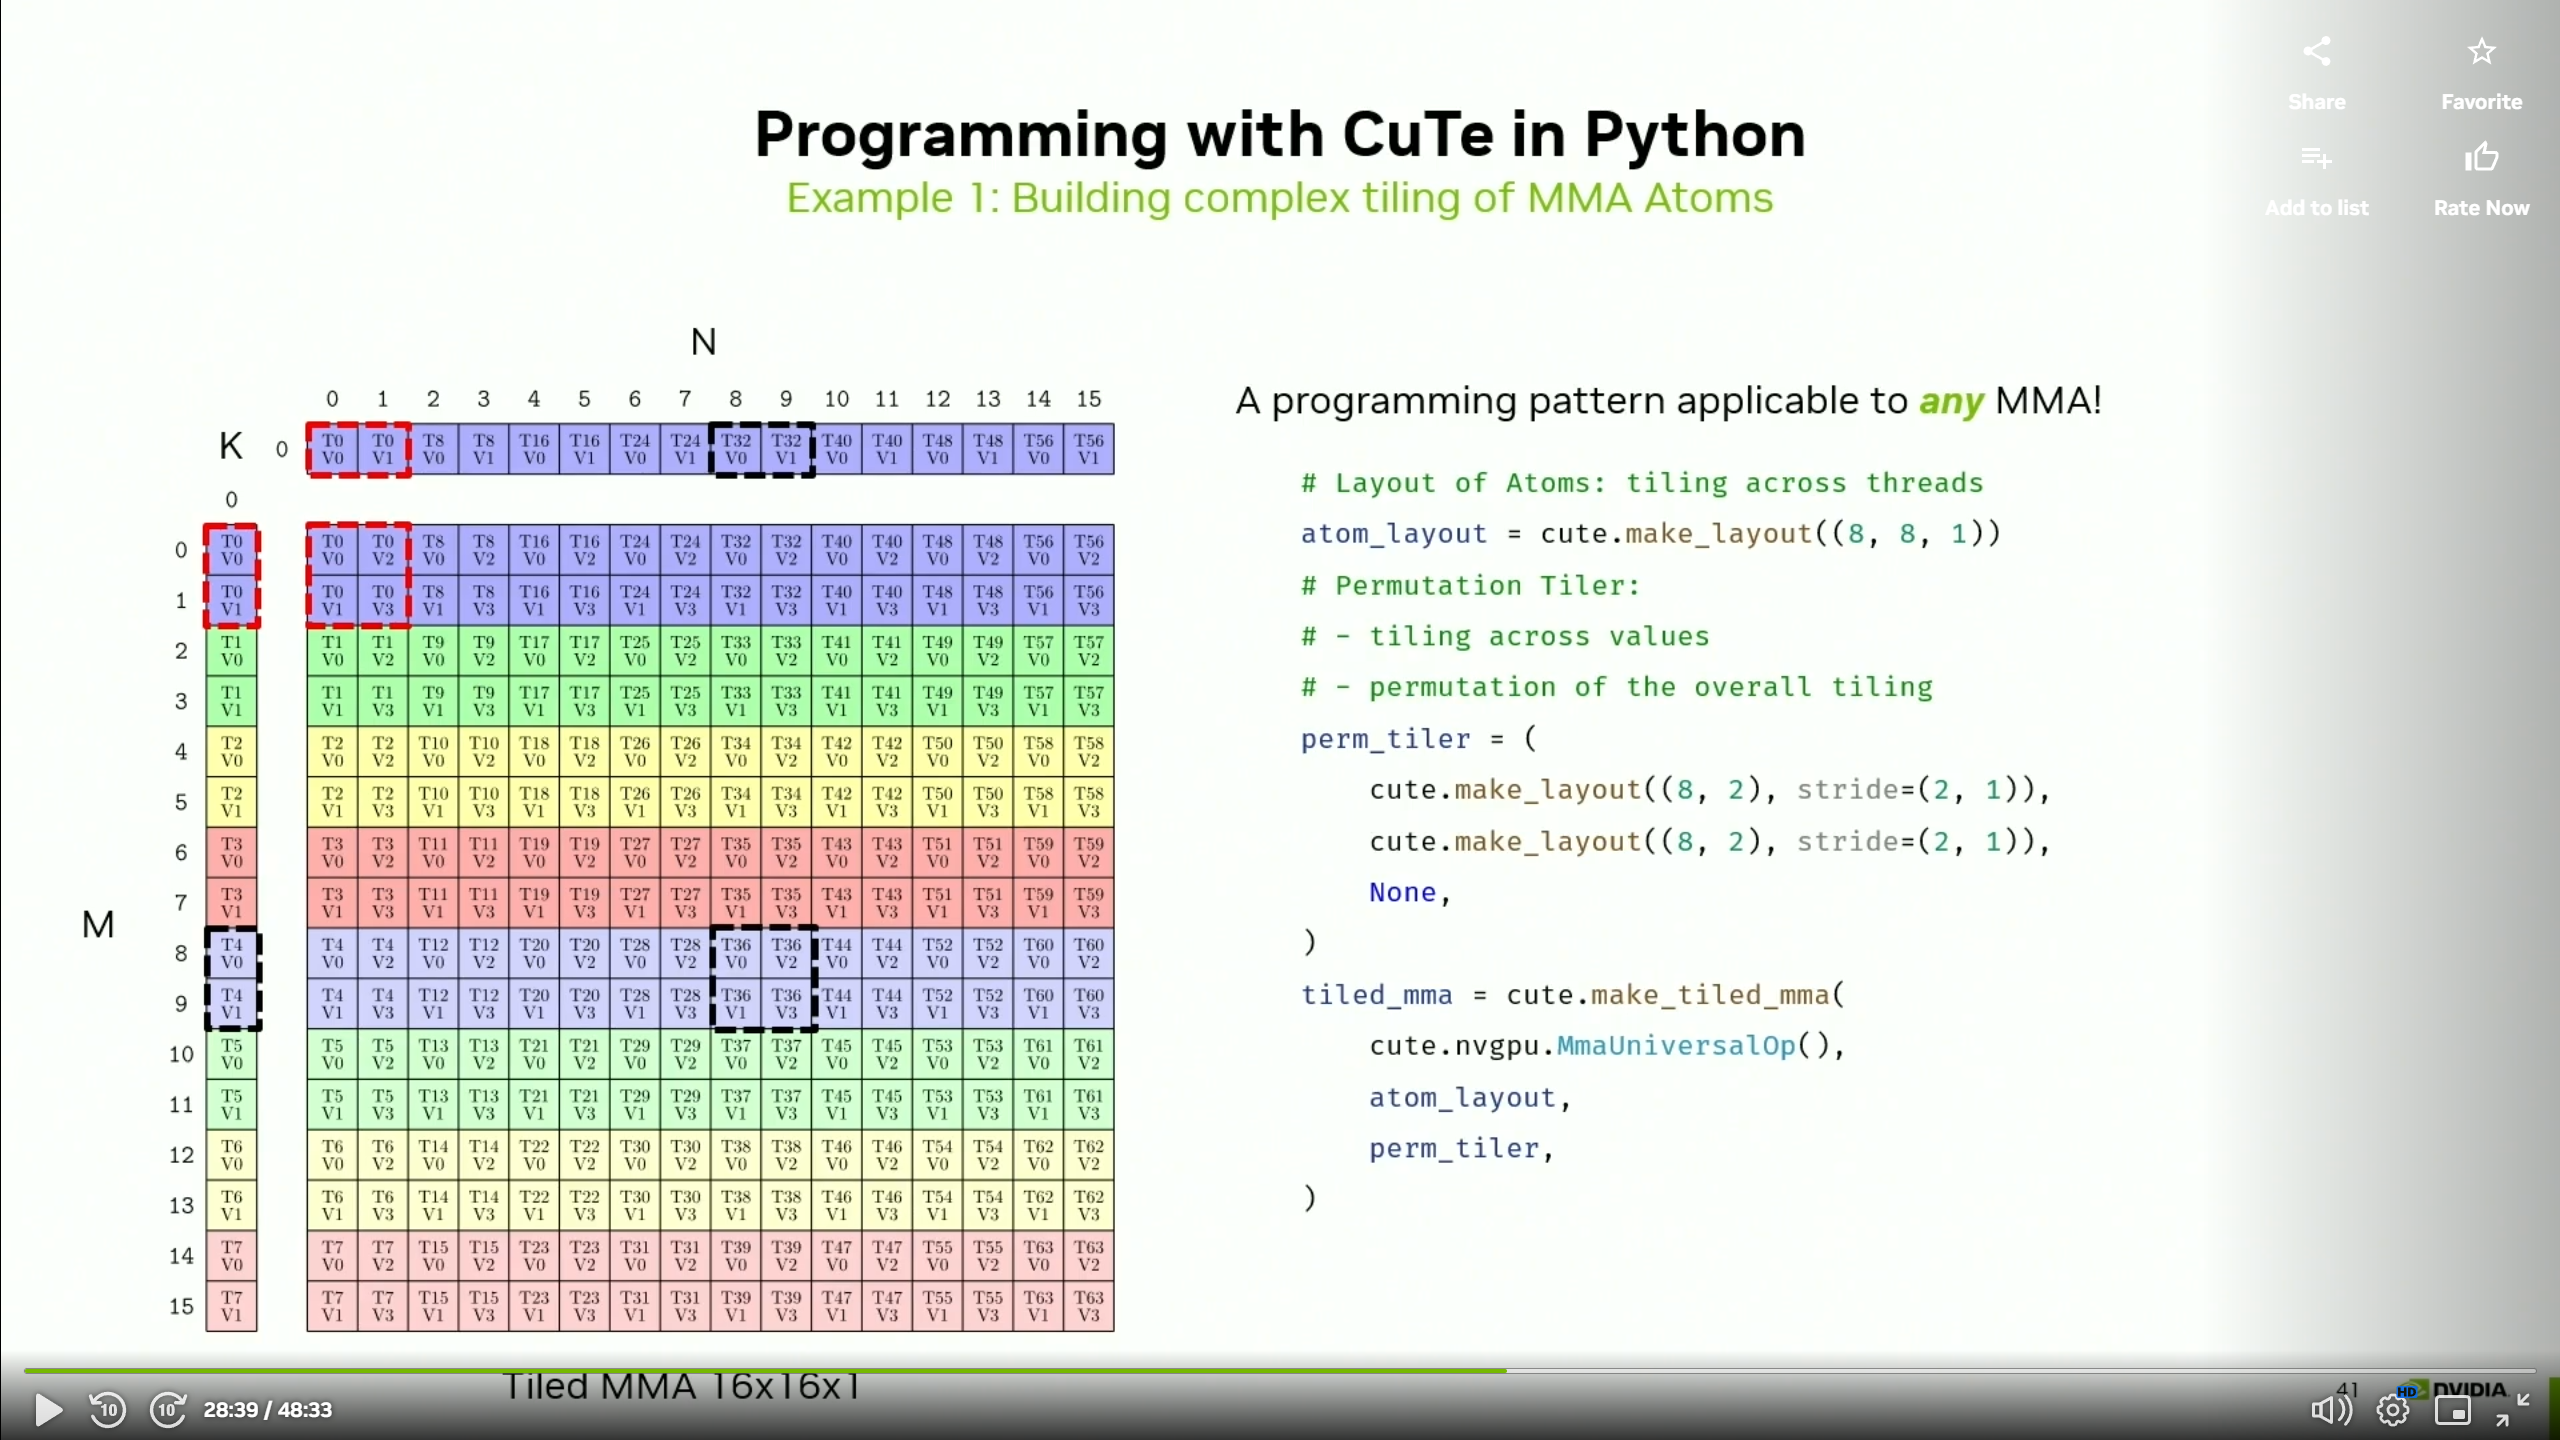 Programming with CuTe in Python
Example 1: Building complex tiling of MMA Atoms
Share
Favorite
Add to list
Rate Now
N
0 1 2 3 4 5 6 7 8 9 10 11 12 13 14 15
K 0 T0 T0 T8 T8 T16 T16 T24 T24 T32 T32 T40 T40 T48 T48 T56 T56
V0 V1 V0 V1 V0 V1 V0 V1 V0 V1 V0 V1 V0 V1 V0 V1
0
0 T0 T0 T0 T8 T8 T16 T16 T24 T24 T32 T32 T40 T40 T48 T48 T56 T56
V0 V0 V2 V0 V2 V0 V2 V0 V2 V0 V2 V0 V2 V0 V2 V0 V2
1 T0 T0 T0 T8 T8 T16 T16 T24 T24 T32 T32 T40 T40 T48 T48 T56 T56
V1 V1 V3 V1 V3 V1 V3 V1 V3 V1 V3 V1 V3 V1 V3 V1 V3
2 T1 T1 T1 T9 T9 T17 T17 T25 T25 T33 T33 T41 T41 T49 T49 T57 T57
V0 V0 V2 V0 V2 V0 V2 V0 V2 V0 V2 V0 V2 V0 V2 V0 V2
3 T1 T1 T1 T9 T9 T17 T17 T25 T25 T33 T33 T41 T41 T49 T49 T57 T57
V1 V1 V3 V1 V3 V1 V3 V1 V3 V1 V3 V1 V3 V1 V3 V1 V3
4 T2 T2 T2 T10 T10 T18 T18 T26 T26 T34 T34 T42 T42 T50 T50 T58 T58
V0 V0 V2 V0 V2 V0 V2 V0 V2 V0 V2 V0 V2 V0 V2 V0 V2
5 T2 T2 T2 T10 T10 T18 T18 T26 T26 T34 T34 T42 T42 T50 T50 T58 T58
V1 V1 V3 V1 V3 V1 V3 V1 V3 V1 V3 V1 V3 V1 V3 V1 V3
6 T3 T3 T3 T11 T11 T19 T19 T27 T27 T35 T35 T43 T43 T51 T51 T59 T59
V0 V0 V2 V0 V2 V0 V2 V0 V2 V0 V2 V0 V2 V0 V2 V0 V2
7 T3 T3 T3 T11 T11 T19 T19 T27 T27 T35 T35 T43 T43 T51 T51 T59 T59
V1 V1 V3 V1 V3 V1 V3 V1 V3 V1 V3 V1 V3 V1 V3 V1 V3
M
8 T4 T4 T4 T12 T12 T20 T20 T28 T28 T36 T36 T44 T44 T52 T52 T60 T60
V0 V0 V2 V0 V2 V0 V2 V0 V2 V0 V2 V0 V2 V0 V2 V0 V2
9 T4 T4 T4 T12 T12 T20 T20 T28 T28 T36 T36 T44 T44 T52 T52 T60 T60
V1 V1 V3 V1 V3 V1 V3 V1 V3 V1 V3 V1 V3 V1 V3 V1 V3
10 T5 T5 T5 T13 T13 T21 T21 T29 T29 T37 T37 T45 T45 T53 T53 T61 T61
V0 V0 V2 V0 V2 V0 V2 V0 V2 V0 V2 V0 V2 V0 V2 V0 V2
11 T5 T5 T5 T13 T13 T21 T21 T29 T29 T37 T37 T45 T45 T53 T53 T61 T61
V1 V1 V3 V1 V3 V1 V3 V1 V3 V1 V3 V1 V3 V1 V3 V1 V3
12 T6 T6 T6 T14 T14 T22 T22 T30 T30 T38 T38 T46 T46 T54 T54 T62 T62
V0 V0 V2 V0 V2 V0 V2 V0 V2 V0 V2 V0 V2 V0 V2 V0 V2
13 T6 T6 T6 T14 T14 T22 T22 T30 T30 T38 T38 T46 T46 T54 T54 T62 T62
V1 V1 V3 V1 V3 V1 V3 V1 V3 V1 V3 V1 V3 V1 V3 V1 V3
14 T7 T7 T7 T15 T15 T23 T23 T31 T31 T39 T39 T47 T47 T55 T55 T63 T63
V0 V0 V2 V0 V2 V0 V2 V0 V2 V0 V2 V0 V2 V0 V2 V0 V2
15 T7 T7 T7 T15 T15 T23 T23 T31 T31 T39 T39 T47 T47 T55 T55 T63 T63
V1 V1 V3 V1 V3 V1 V3 V1 V3 V1 V3 V1 V3 V1 V3 V1 V3
Tiled MMA 16x16x1
A programming pattern applicable to any MMA!
# Layout of Atoms: tiling across threads
atom_layout = cute.make_layout((8, 8, 1))
# Permutation Tiler:
# - tiling across values
# - permutation of the overall tiling
perm_tiler = (
cute.make_layout((8, 2), stride=(2, 1)),
cute.make_layout((8, 2), stride=(2, 1)),
None,
)
tiled_mma = cute.make_tiled_mma(
cute.nvgpu.MmaUniversalOp(),
atom_layout,
perm_tiler,
)
10
10
28:39 / 48:33
41
HD
NVIDIA